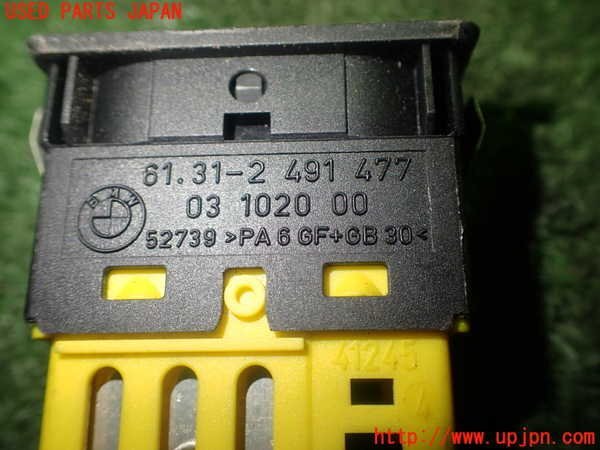 USED PARTS JAPAN
61.31-2 491 477
BMW
03 1020 00
52739 >PA 6 GF+GB 30<
41245
2
http://www.upjpn.com